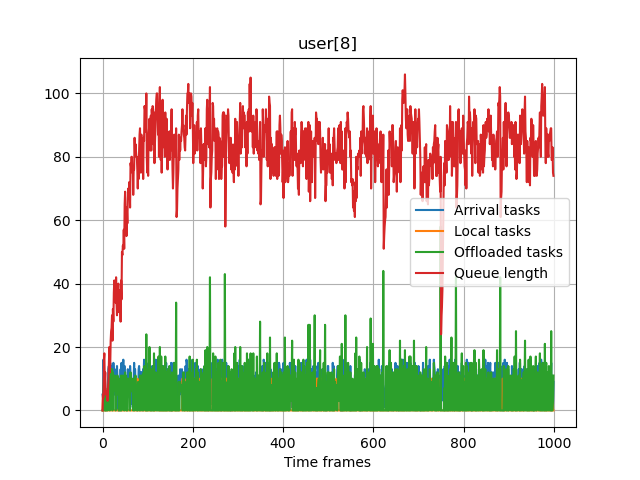 user[8]
100
80
60
40
20
0
Arrival tasks
Local tasks
Offloaded tasks
Queue length
0 200 400 600 800 1000
Time frames